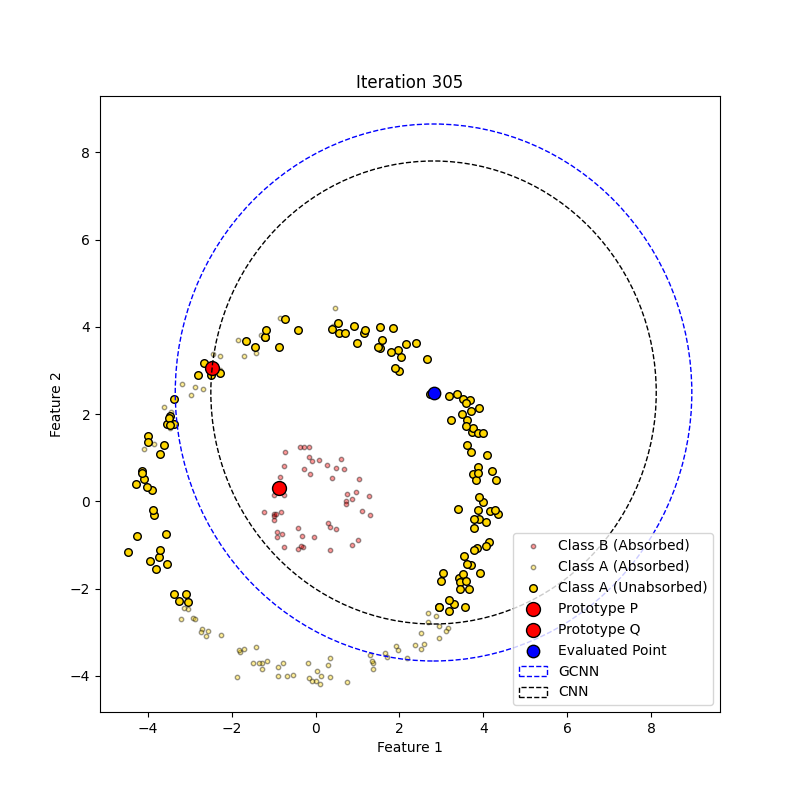 Iteration 305
Feature 2
8
6
4
2
0
−2
−4
−4 −2 0 2 4 6 8
Feature 1
Class B (Absorbed)
Class A (Absorbed)
Class A (Unabsorbed)
Prototype P
Prototype Q
Evaluated Point
GCNN
CNN